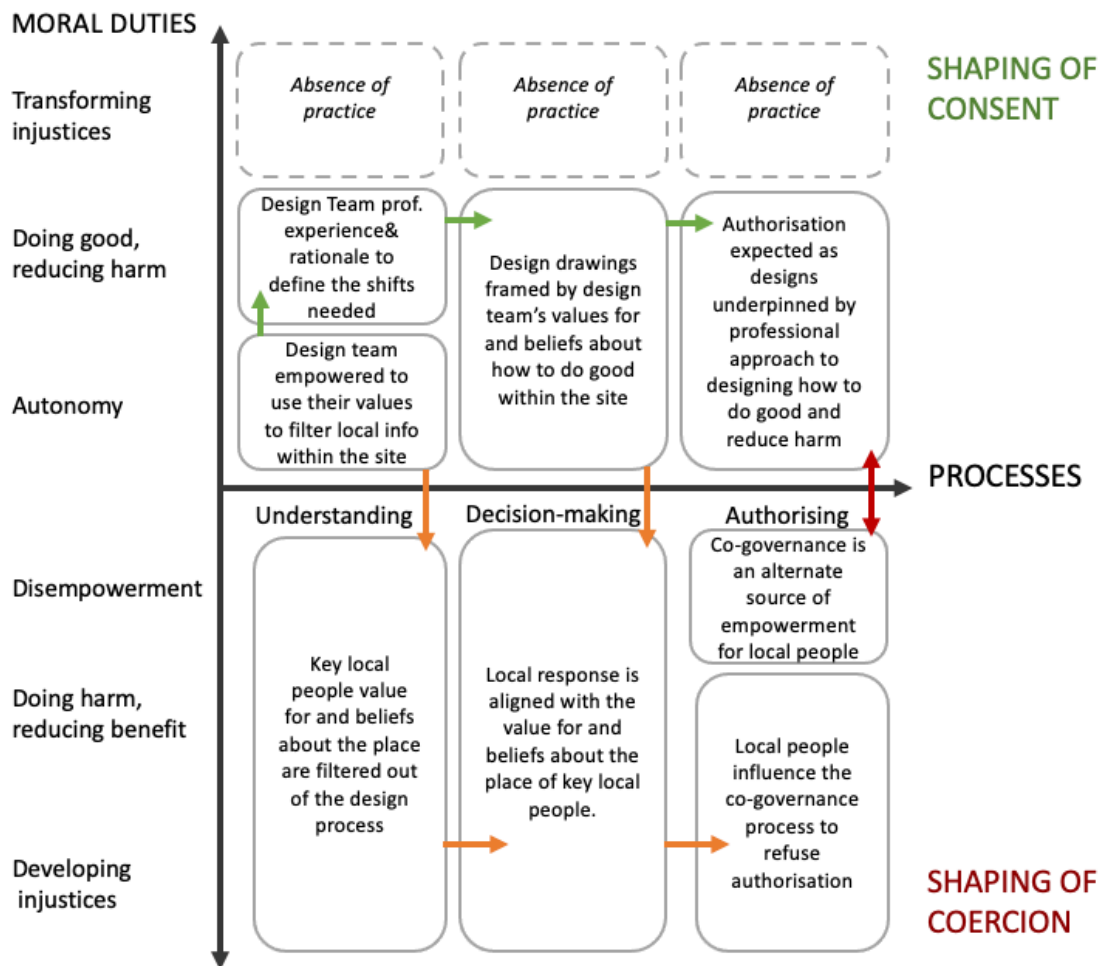 MORAL DUTIES
Transforming
injustices
Absence of
practice
Absence of
practice
Absence of
practice
SHAPING OF
CONSENT
Doing good,
reducing harm
Design Team prof.
experience&
rationale to
define the shifts
needed
Design drawings
framed by design
team's values for
and beliefs about
how to do good
within the site
Authorisation
expected as
designs
underpinned by
professional
approach to
designing how to
do good and
reduce harm
Autonomy
Design team
empowered to
use their values
to filter local info
within the site
PROCESSES
Understanding
Decision-making
Authorising
Disempowerment
Co-governance is
an alternate
source of
empowerment
for local people
Doing harm,
reducing benefit
Key local
people value
for and beliefs
about the place
are filtered out
of the design
process
Local response is
aligned with the
value for and
beliefs about the
place of key local
people.
Local people
influence the
co-governance
process to
refuse
authorisation
Developing
injustices
SHAPING OF
COERCION